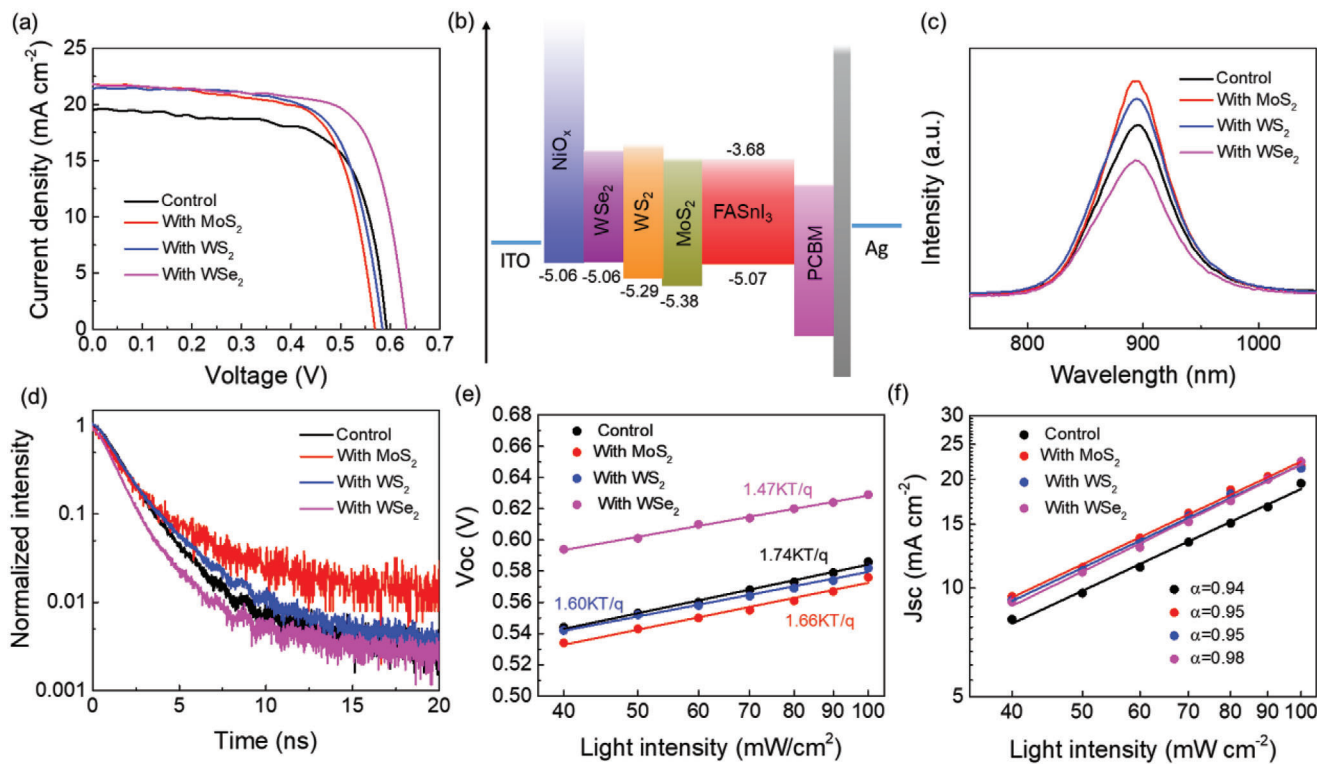 (a)
Current density (mA cm⁻²)
25
20
15
10
5
0
0.0 0.1 0.2 0.3 0.4 0.5 0.6 0.7
Voltage (V)
Control
With MoS₂
With WS₂
With WSe₂
(b)
ITO
NiOₓ
WSe₂
WS₂
MoS₂
FASnI₃
PCBM
Ag
-3.68
-5.06
-5.06
-5.29
-5.38
-5.07
(c)
Intensity (a.u.)
Control
With MoS₂
With WS₂
With WSe₂
800 900 1000
Wavelength (nm)
(d)
Normalized intensity
1
0.1
0.01
0.001
0 5 10 15 20
Time (ns)
Control
With MoS₂
With WS₂
With WSe₂
(e)
Voc (V)
0.68
0.66
0.64
0.62
0.60
0.58
0.56
0.54
0.52
0.50
Control
With MoS₂
With WS₂
With WSe₂
1.47KT/q
1.74KT/q
1.60KT/q
1.66KT/q
40 50 60 70 80 90 100
Light intensity (mW/cm²)
(f)
Jsc (mA cm⁻²)
30
25
20
15
10
5
Control
With MoS₂
With WS₂
With WSe₂
α=0.94
α=0.95
α=0.95
α=0.98
40 50 60 70 80 100
Light intensity (mW cm⁻²)